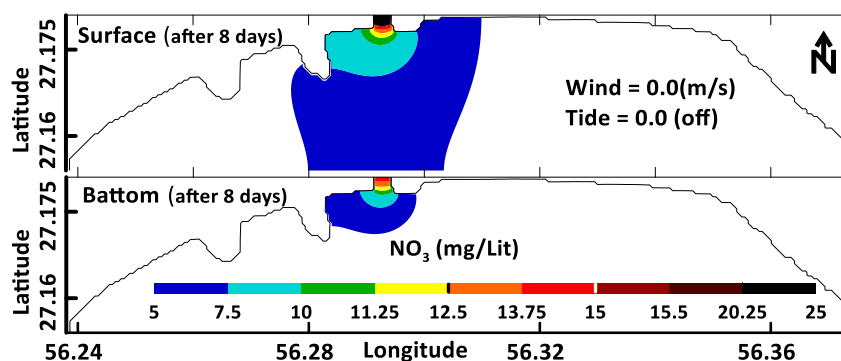 Surface (after 8 days)
N
Wind = 0.0(m/s)
Tide = 0.0 (off)
Latitude
27.175
27.16
Battom (after 8 days)
Latitude
27.175
27.16
NO₃ (mg/Lit)
5 7.5 10 11.25 12.5 13.75 15 15.5 20.25 25
56.24 56.28 Longitude 56.32 56.36